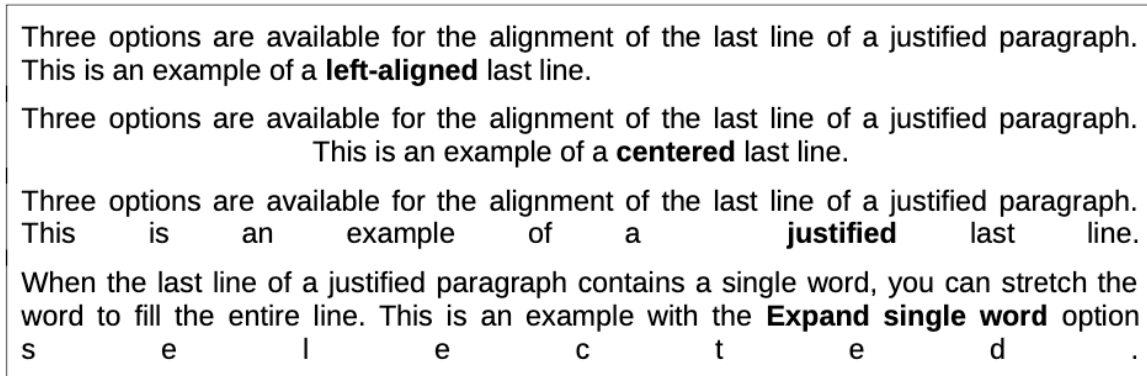 Three options are available for the alignment of the last line of a justified paragraph.
This is an example of a left-aligned last line.
Three options are available for the alignment of the last line of a justified paragraph.
This is an example of a centered last line.
Three options are available for the alignment of the last line of a justified paragraph.
This is an example of a justified last line.
When the last line of a justified paragraph contains a single word, you can stretch the
word to fill the entire line. This is an example with the Expand single word option
s e l e c t e d .